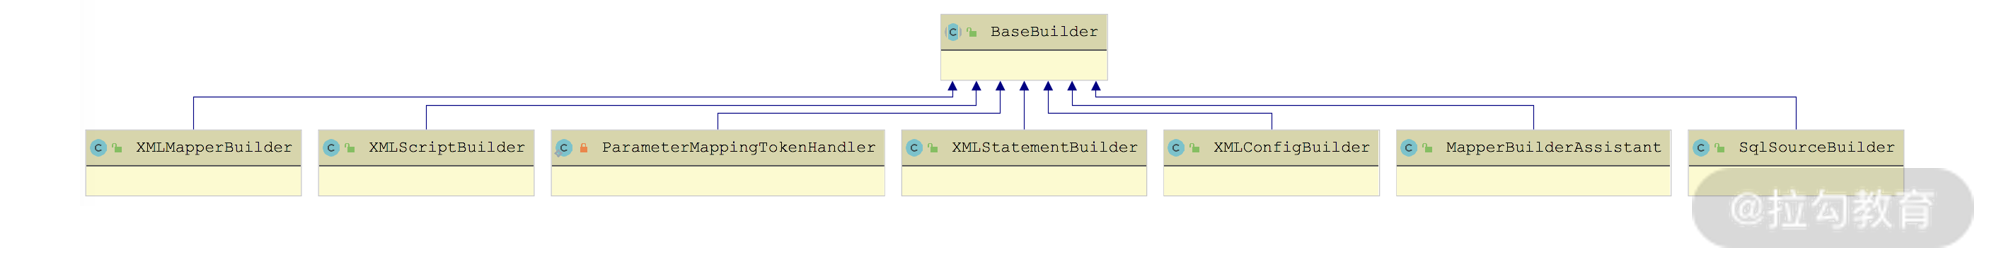 BaseBuilder
XMLMapperBuilder
XMLScriptBuilder
ParameterMappingTokenHandler
XMLStatementBuilder
XMLConfigBuilder
MapperBuilderAssistant
SqlSourceBuilder
@拉勾教育